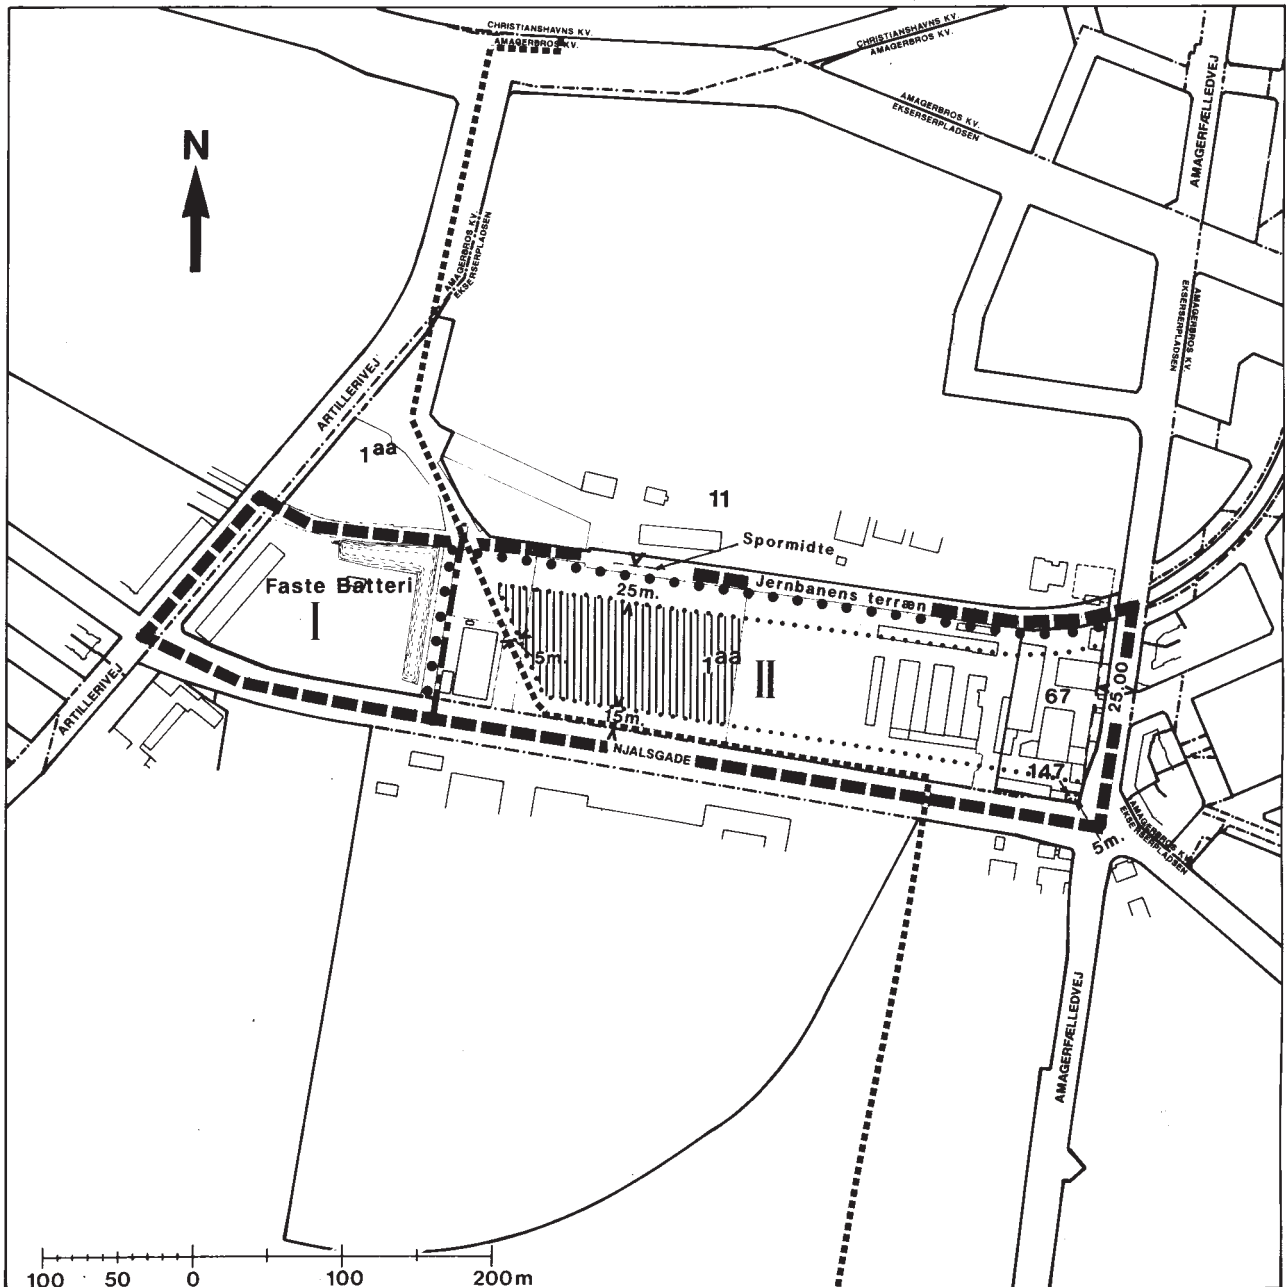 CHRISTIANSHAVNS KV.
AMAGERBROS KV.
CHRISTIANSHAVNS KV.
AMAGERBROS KV.
AMAGERFÆLLEDVEJ
AMAGERBROS KV.
EKSERSERPLADSEN
N
AMAGERBROS KV.
EKSERSERPLADSEN
AMAGERBROS KV.
EKSERSERPLADSEN
ARTILLERIVEJ
1aa
11
Spormidte
Jernbanens terræn
Faste Batteri
I
25m.
5m.
1aa
II
67
25,00
15m.
NJALSGADE
147
5m.
ARTILLERIVEJ
AMAGERBROS KV.
EKSERSERPLADSEN
AMAGERFÆLLEDVEJ
100 50 0 100 200m